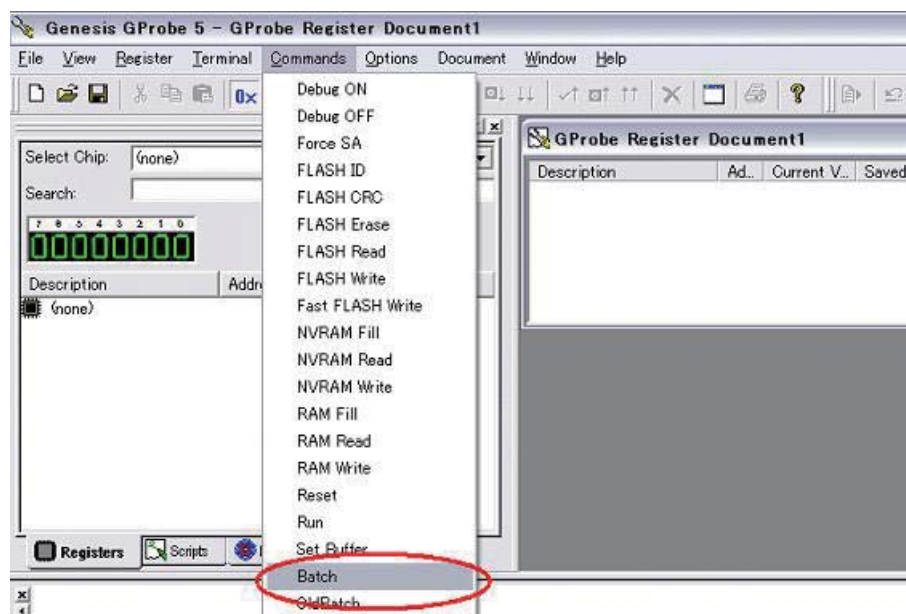 Genesis GProbe 5 - GProbe Register Document1
File View Register Terminal Commands Options Document Window Help
0x
Debug ON
Debug OFF
Force SA
FLASH ID
FLASH CRC
FLASH Erase
FLASH Read
FLASH Write
Fast FLASH Write
NVRAM Fill
NVRAM Read
NVRAM Write
RAM Fill
RAM Read
RAM Write
Reset
Run
Set Buffer
Batch
OldBatch
Select Chip: (none)
Search:
7 6 5 4 3 2 1 0
00000000
Description Addr
(none)
Registers Scripts
GProbe Register Document1
Description Ad.. Current V... Saved